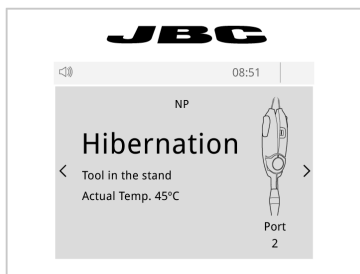 JBC
08:51
NP
Hibernation
Tool in the stand
Actual Temp. 45ºC
Port
2